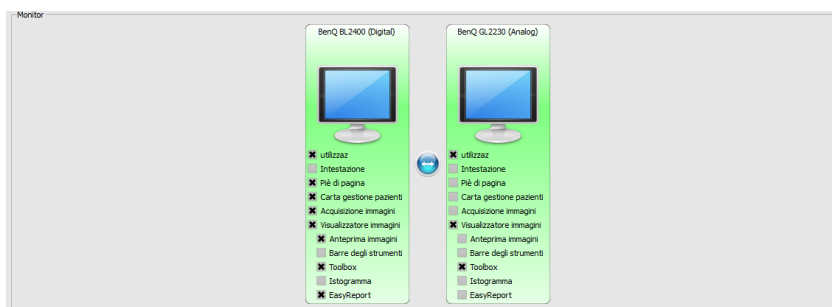 Monitor
BenQ BL2400 (Digital)
utilizzaz
Intestazione
Piè di pagina
Carta gestione pazienti
Acquisizione immagini
Visualizzatore immagini
Anteprima immagini
Barre degli strumenti
Toolbox
Istogramma
EasyReport
BenQ GL2230 (Analog)
utilizzaz
Intestazione
Piè di pagina
Carta gestione pazienti
Acquisizione immagini
Visualizzatore immagini
Anteprima immagini
Barre degli strumenti
Toolbox
Istogramma
EasyReport